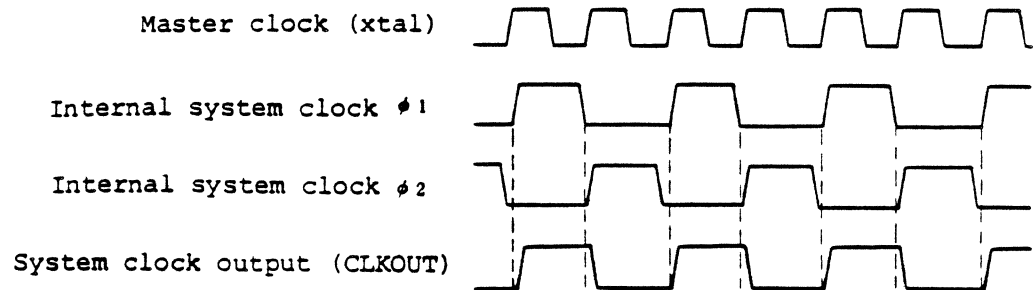 Master clock (xtal)
Internal system clock ϕ1
Internal system clock ϕ2
System clock output (CLKOUT)